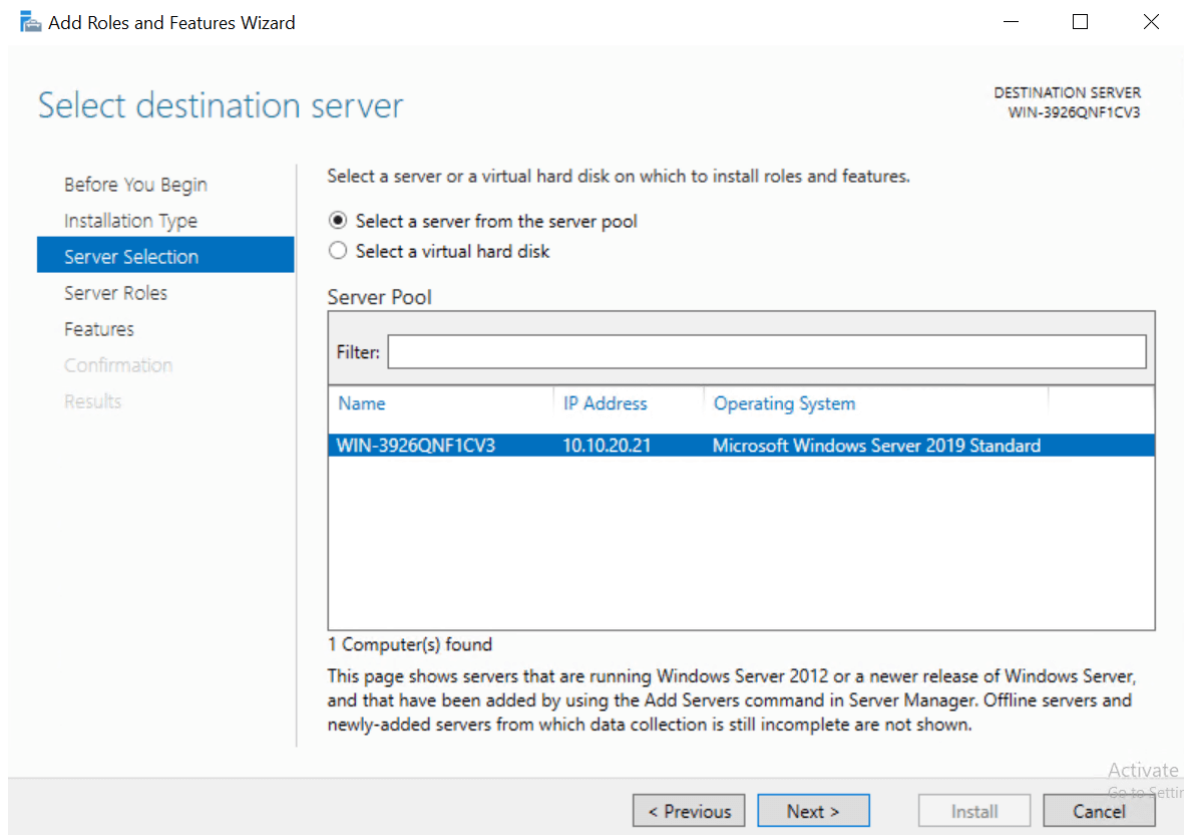 Add Roles and Features Wizard
Select destination server
DESTINATION SERVER
WIN-3926QNF1CV3
Before You Begin
Installation Type
Server Selection
Server Roles
Features
Confirmation
Results
Select a server or a virtual hard disk on which to install roles and features.
Select a server from the server pool
Select a virtual hard disk
Server Pool
Filter:
Name IP Address Operating System
WIN-3926QNF1CV3 10.10.20.21 Microsoft Windows Server 2019 Standard
1 Computer(s) found
This page shows servers that are running Windows Server 2012 or a newer release of Windows Server,
and that have been added by using the Add Servers command in Server Manager. Offline servers and
newly-added servers from which data collection is still incomplete are not shown.
Activate
Go to Settin
< Previous Next > Install Cancel